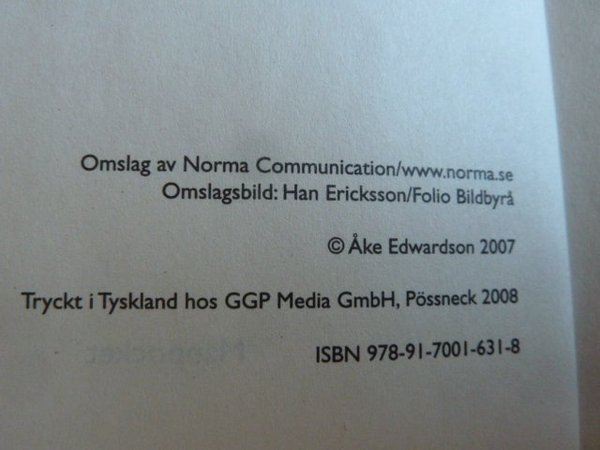 Omslag av Norma Communication/www.norma.se
Omslagsbild: Han Ericksson/Folio Bildbyrå
© Åke Edwardson 2007
Tryckt i Tyskland hos GGP Media GmbH, Pössneck 2008
ISBN 978-91-7001-631-8